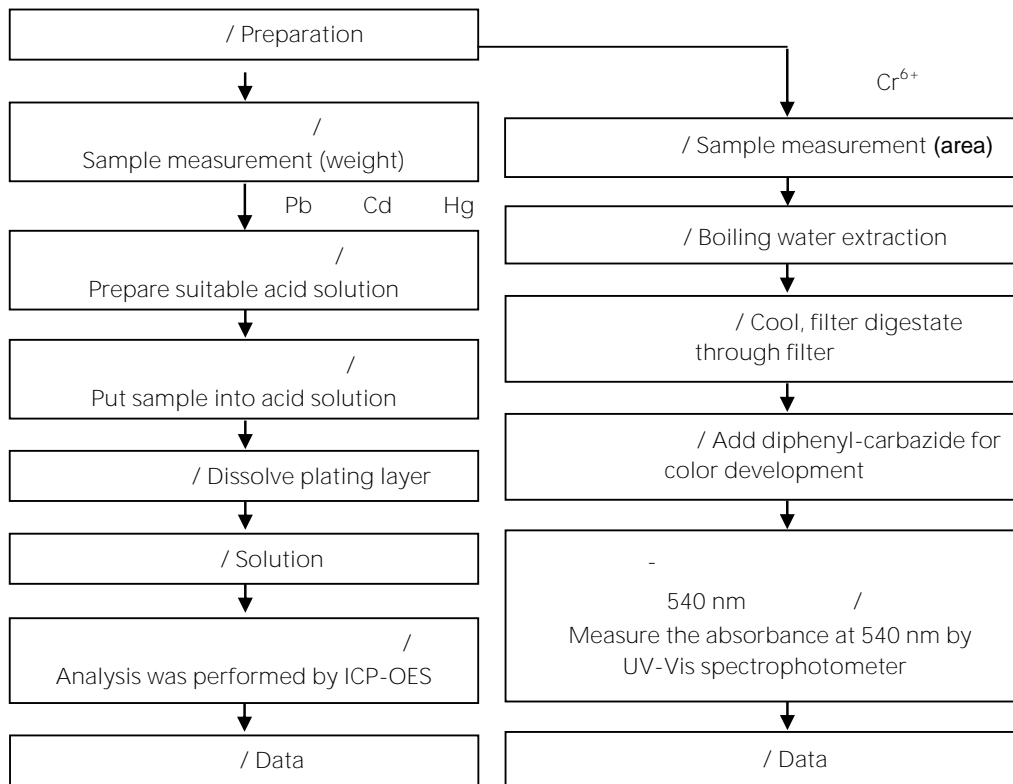 / Preparation
/
Sample measurement (weight)
Pb Cd Hg
/
Prepare suitable acid solution
/
Put sample into acid solution
/ Dissolve plating layer
/ Solution
/
Analysis was performed by ICP-OES
/ Data
Cr6+
/ Sample measurement (area)
/ Boiling water extraction
/ Cool, filter digestate
through filter
/ Add diphenyl-carbazide for
color development
-
540 nm /
Measure the absorbance at 540 nm by
UV-Vis spectrophotometer
/ Data